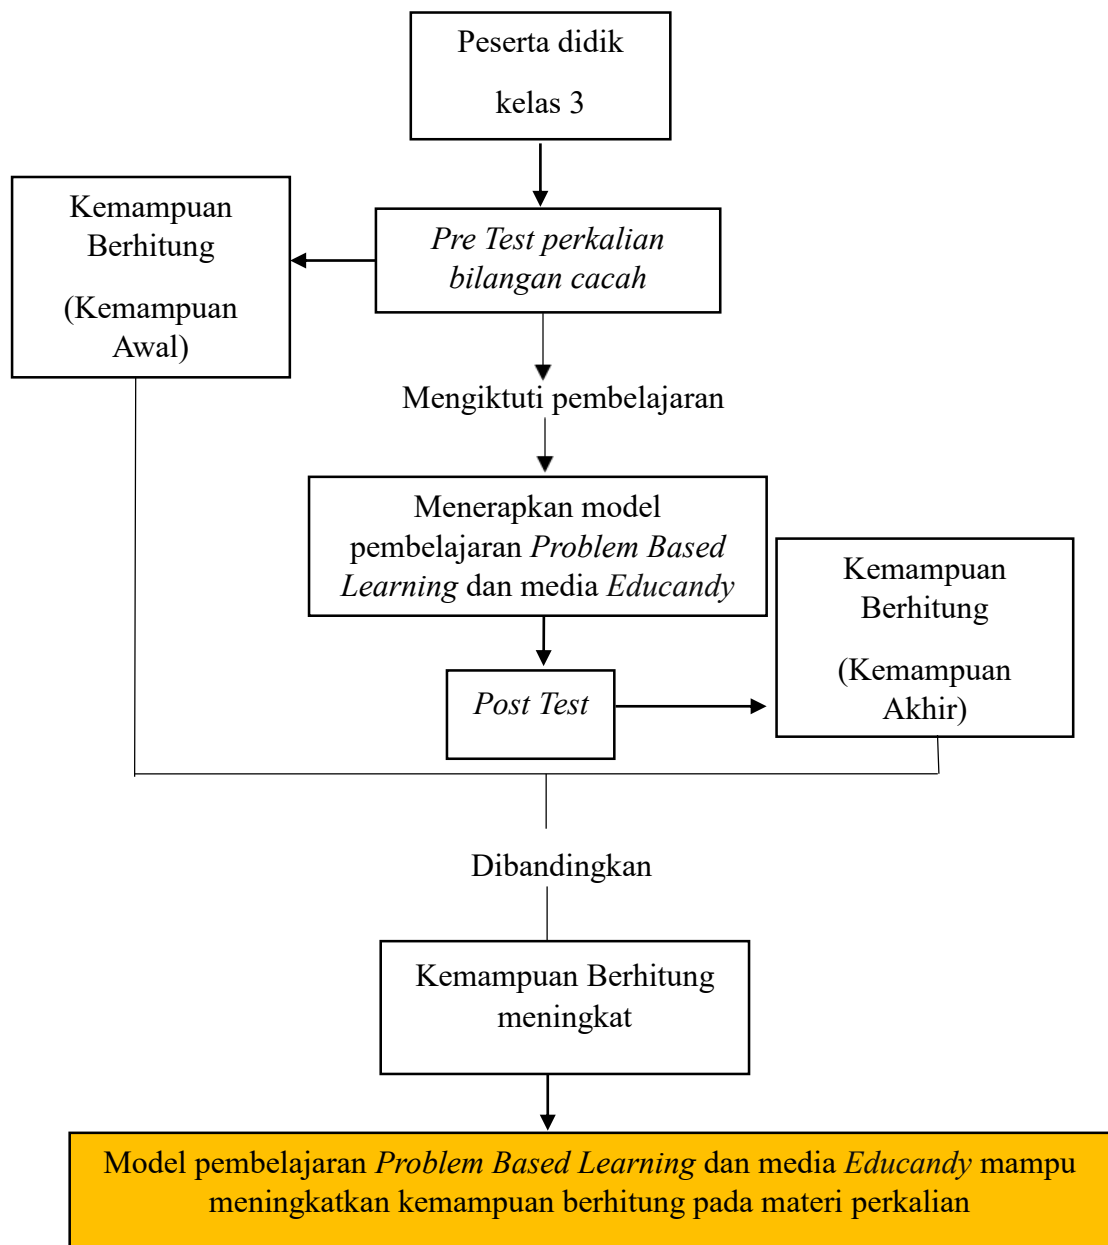 Peserta didik
kelas 3
Kemampuan
Berhitung
(Kemampuan
Awal)
Pre Test perkalian
bilangan cacah
Mengiktuti pembelajaran
Menerapkan model
pembelajaran Problem Based
Learning dan media Educandy
Kemampuan
Berhitung
(Kemampuan
Akhir)
Post Test
Dibandingkan
Kemampuan Berhitung
meningkat
Model pembelajaran Problem Based Learning dan media Educandy mampu
meningkatkan kemampuan berhitung pada materi perkalian